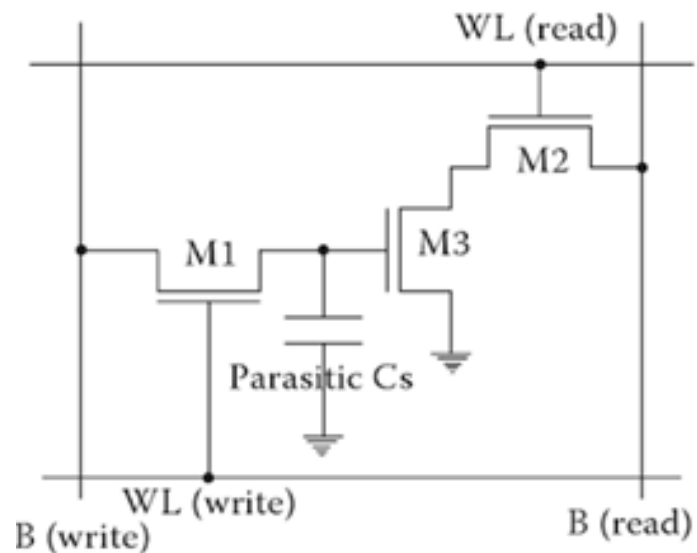 WL (read)
M2
M1
M3
Parasitic Cs
WL (write)
B (write)
B (read)